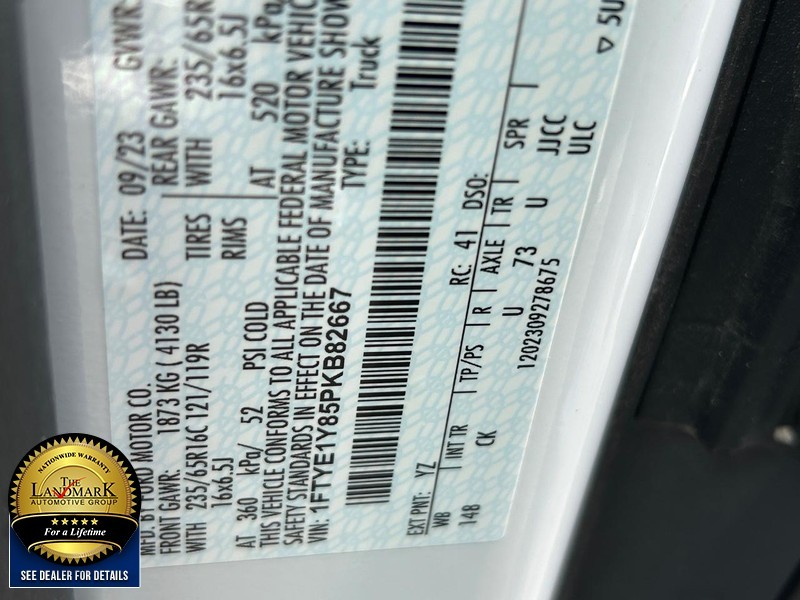 MFD. BY FORD MOTOR CO.
DATE: 09/23 GVWR:
FRONT GAWR: 1873 KG ( 4130 LB)
REAR GAWR:
WITH 235/65R16C 121/119R TIRES WITH 235/65R
16x6.5J RIMS 16x6.5J
AT 360 kPa/ 52 PSI COLD AT 520 kPa
THIS VEHICLE CONFORMS TO ALL APPLICABLE FEDERAL MOTOR VEHIC
SAFETY STANDARDS IN EFFECT ON THE DATE OF MANUFACTURE SHOW
VIN: 1FTYE1Y85PKB82667
TYPE: Truck
EXT PNT: YZ RC: 41 DSO:
WB INT TR TP/PS R AXLE TR SPR
148 CK U 73 U JJCC
1202309278675 ULC
▽ 5U
NATIONWIDE WARRANTY
THE
LANDMARK
AUTOMOTIVE GROUP
For a Lifetime
SEE DEALER FOR DETAILS